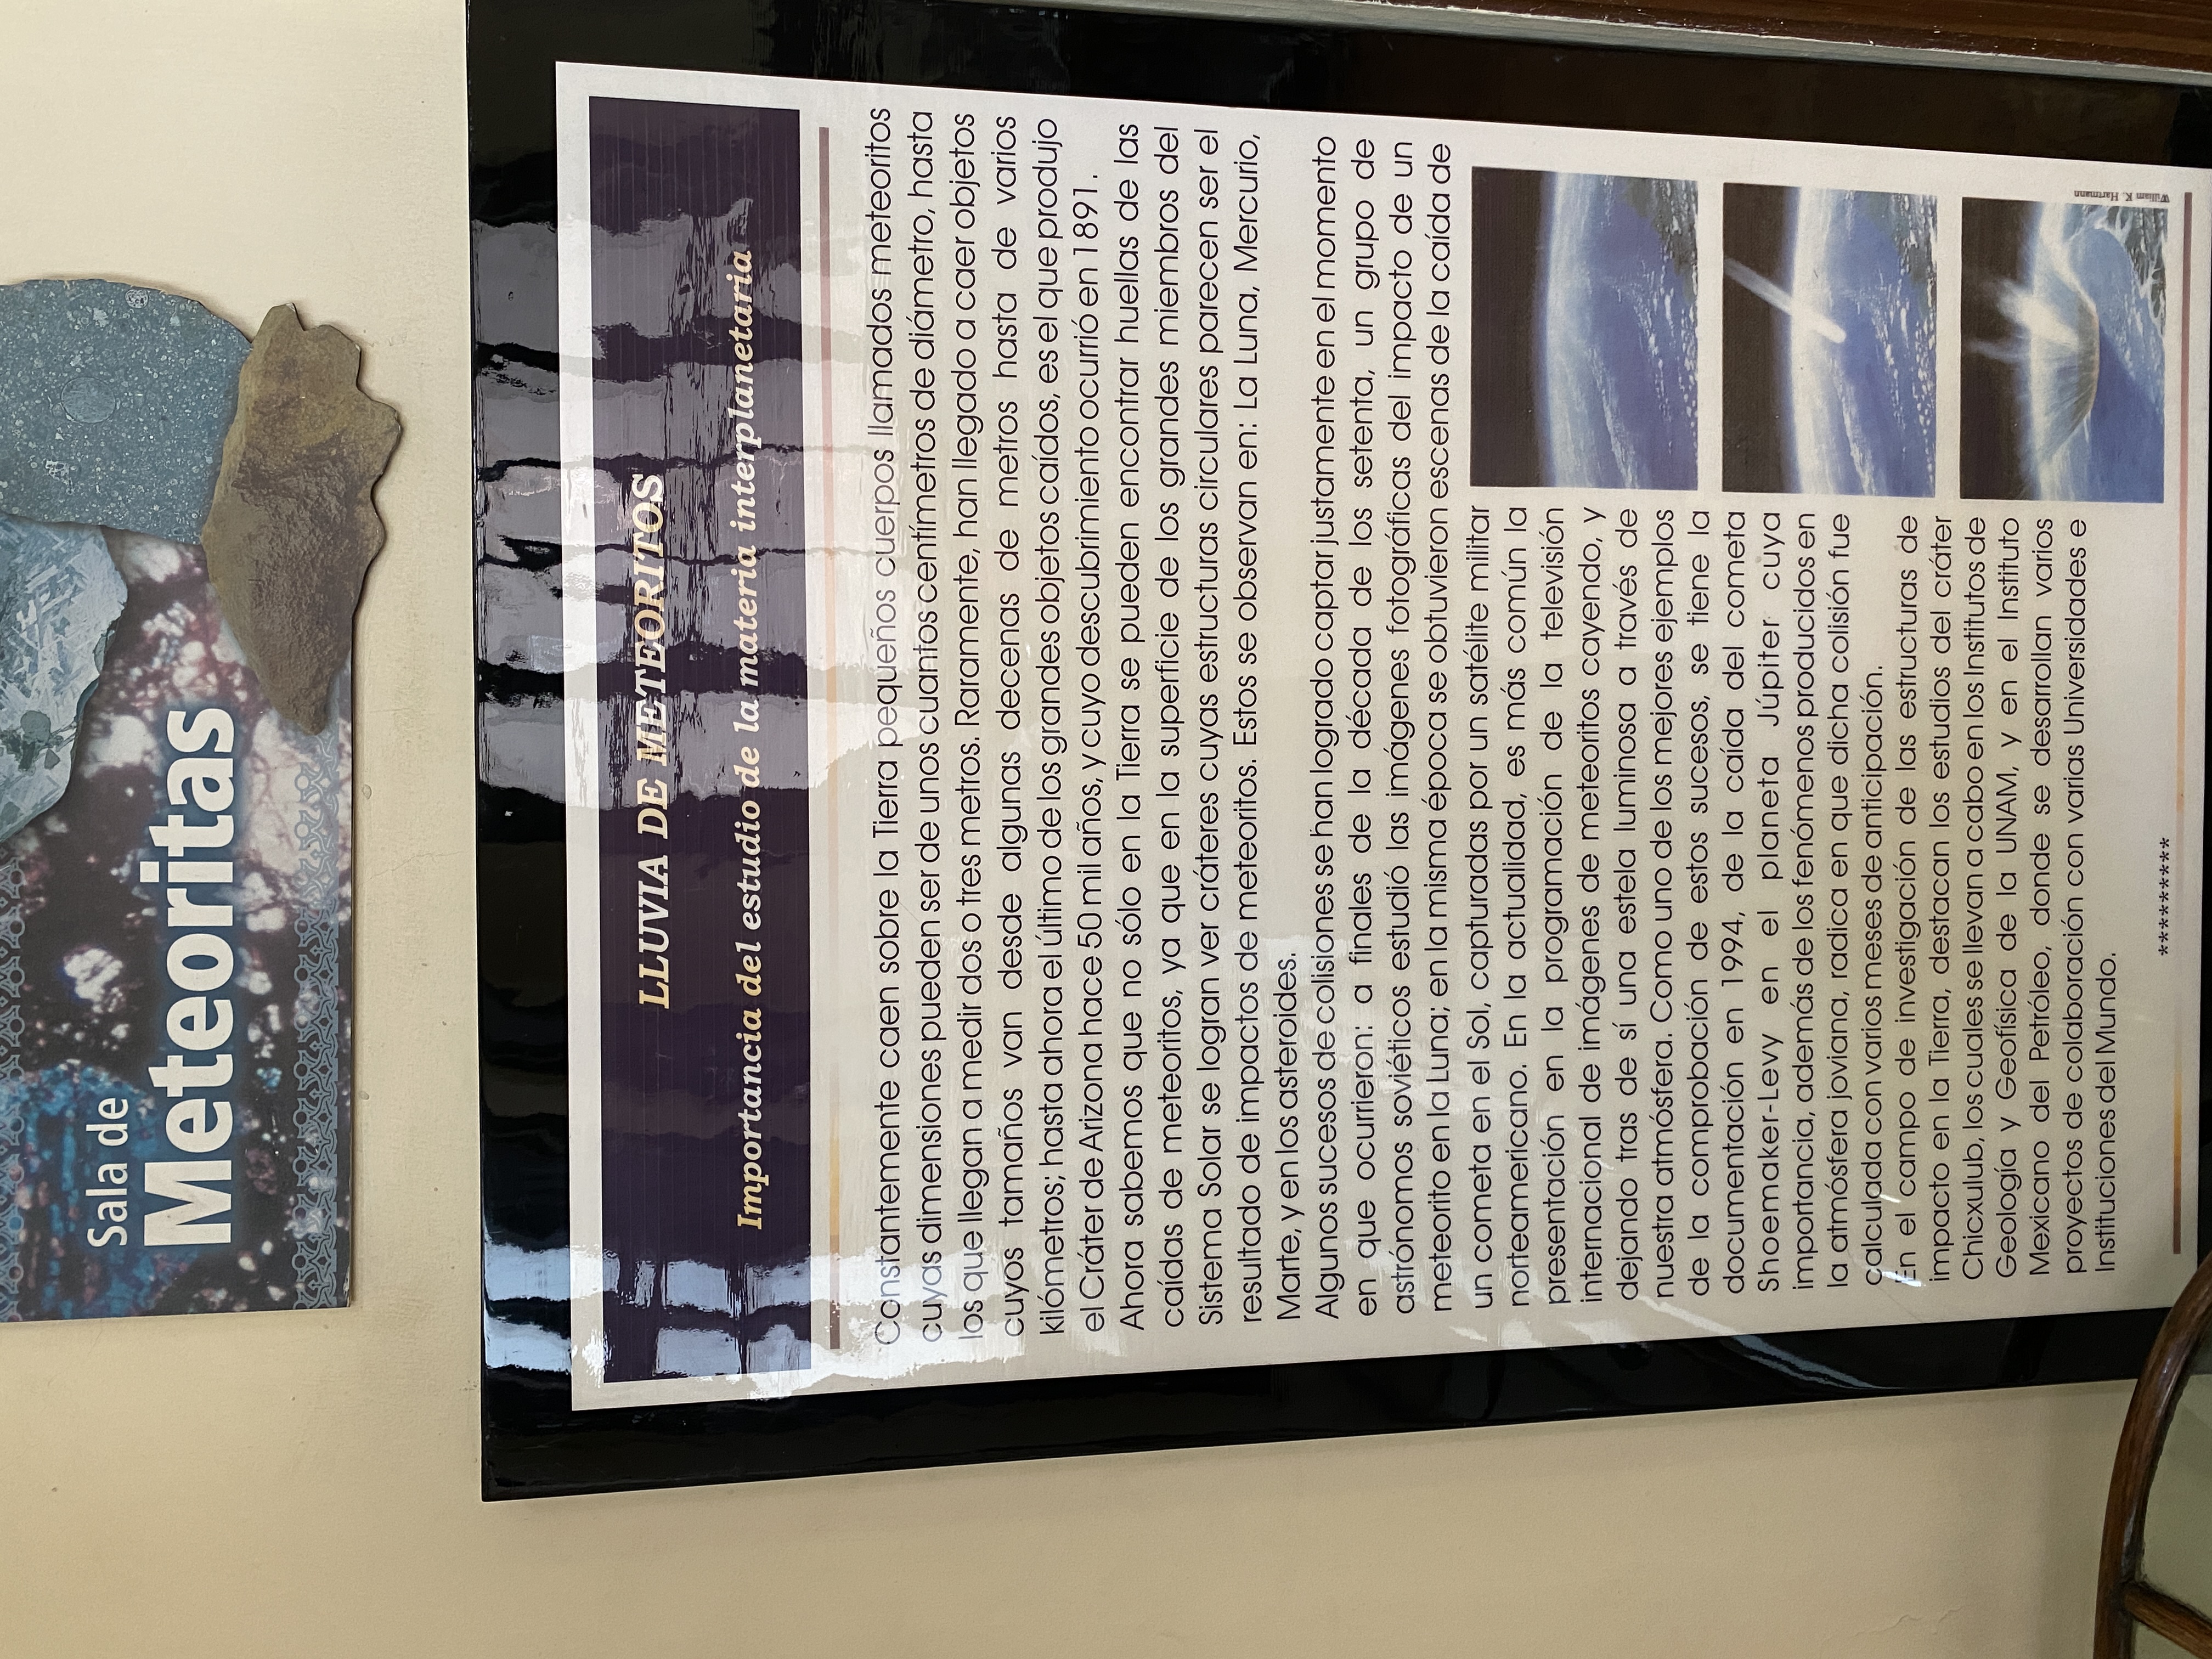 Sala de
Meteoritas
LLUVIA DE METEORITOS
Importancia del estudio de la materia interplanetaria
Constantemente caen sobre la Tierra pequeños cuerpos llamados meteoritos
cuyas dimensiones pueden ser de unos cuantos centímetros de diámetro, hasta
los que llegan a medir dos o tres metros. Raramente, han llegado a caer objetos
cuyos tamaños van desde algunas decenas de metros hasta de varios
kilómetros; hasta ahora el último de los grandes objetos caídos, es el que produjo
el Cráter de Arizona hace 50 mil años, y cuyo descubrimiento ocurrió en 1891.
Ahora sabemos que no sólo en la Tierra se pueden encontrar huellas de las
caídas de meteoritos, ya que en la superficie de los grandes miembros del
Sistema Solar se logran ver cráteres cuyas estructuras circulares parecen ser el
resultado de impactos de meteoritos. Estos se observan en: La Luna, Mercurio,
Marte, y en los asteroides.
Algunos sucesos de colisiones se han logrado captar justamente en el momento
en que ocurrieron: a finales de la década de los setenta, un grupo de
astrónomos soviéticos estudió las imágenes fotográficas del impacto de un
meteorito en la Luna; en la misma época se obtuvieron escenas de la caída de
un cometa en el Sol, capturadas por un satélite militar
norteamericano. En la actualidad, es más común la
presentación en la programación de la televisión
internacional de imágenes de meteoritos cayendo, y
dejando tras de sí una estela luminosa a través de
nuestra atmósfera. Como uno de los mejores ejemplos
de la comprobación de estos sucesos, se tiene la
documentación en 1994, de la caída del cometa
Shoemaker-Levy en el planeta Júpiter cuya
importancia, además de los fenómenos producidos en
la atmósfera joviana, radica en que dicha colisión fue
calculada con varios meses de anticipación.
En el campo de investigación de las estructuras de
impacto en la Tierra, destacan los estudios del cráter
Chicxulub, los cuales se llevan a cabo en los Institutos de
Geología y Geofísica de la UNAM, y en el Instituto
Mexicano del Petróleo, donde se desarrollan varios
proyectos de colaboración con varias Universidades e
Instituciones del Mundo.
*********
William K. Hartmann